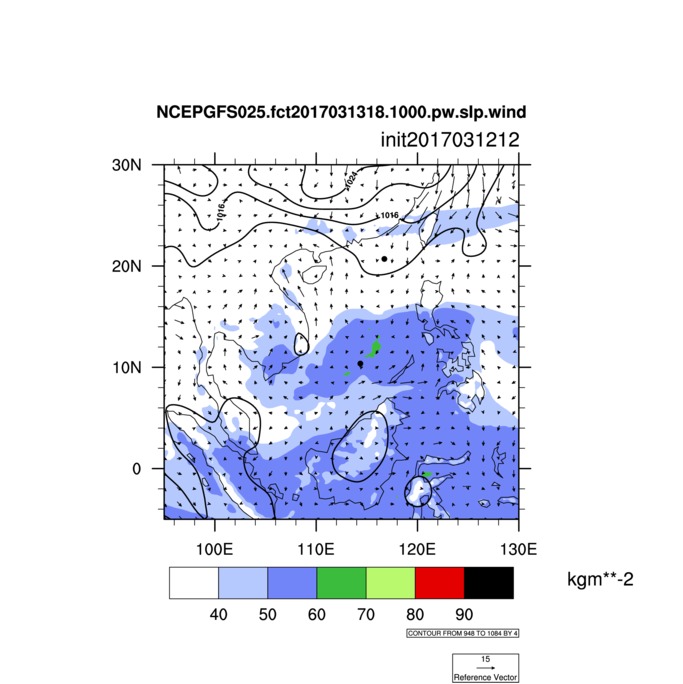 NCEPGFS025.fct2017031318.1000.pw.slp.wind
init2017031212
30N
20N
10N
0
1024
1016
1016
100E 110E 120E 130E
40 50 60 70 80 90
kgm**-2
CONTOUR FROM 948 TO 1084 BY 4
15
Reference Vector